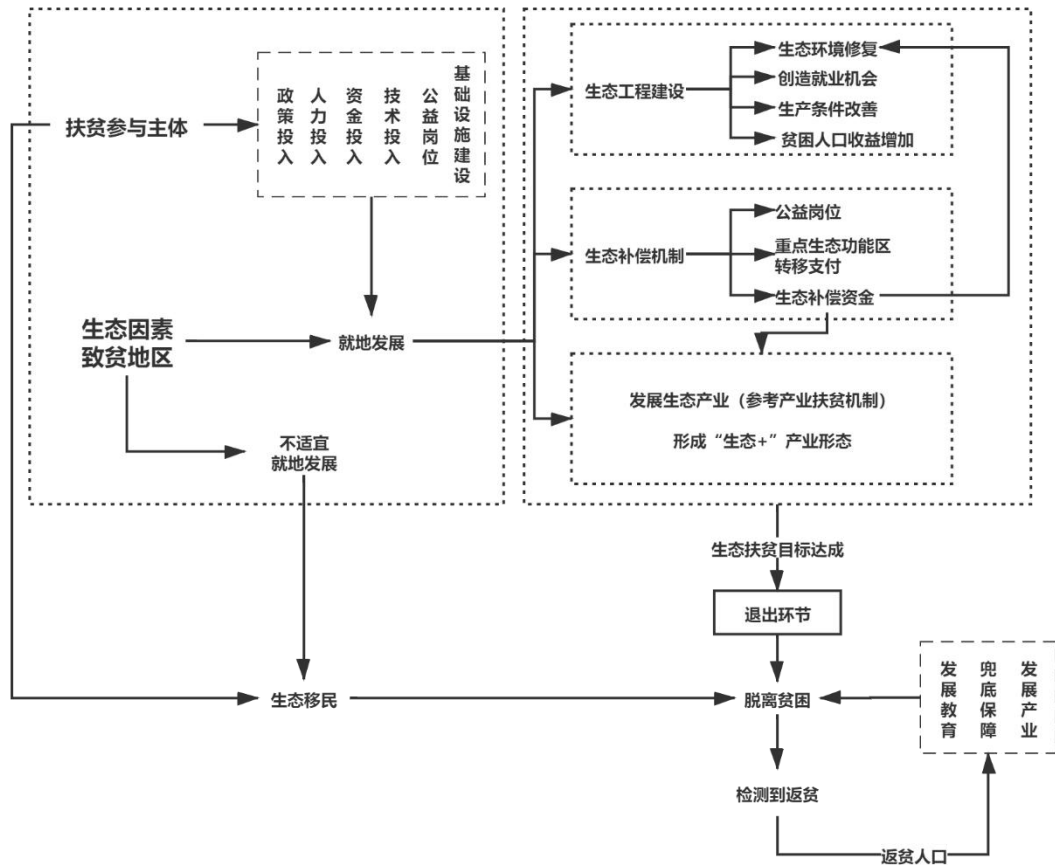 扶贫参与主体
政策投入
人力投入
资金投入
技术投入
公益岗位
基础设施建设
生态因素
致贫地区
就地发展
不适宜
就地发展
生态工程建设
生态环境修复
创造就业机会
生产条件改善
贫困人口收益增加
生态补偿机制
公益岗位
重点生态功能区
转移支付
生态补偿资金
发展生态产业（参考产业扶贫机制）
形成“生态+”产业形态
生态扶贫目标达成
退出环节
生态移民
脱离贫困
发展教育
兜底保障
发展产业
检测到返贫
返贫人口